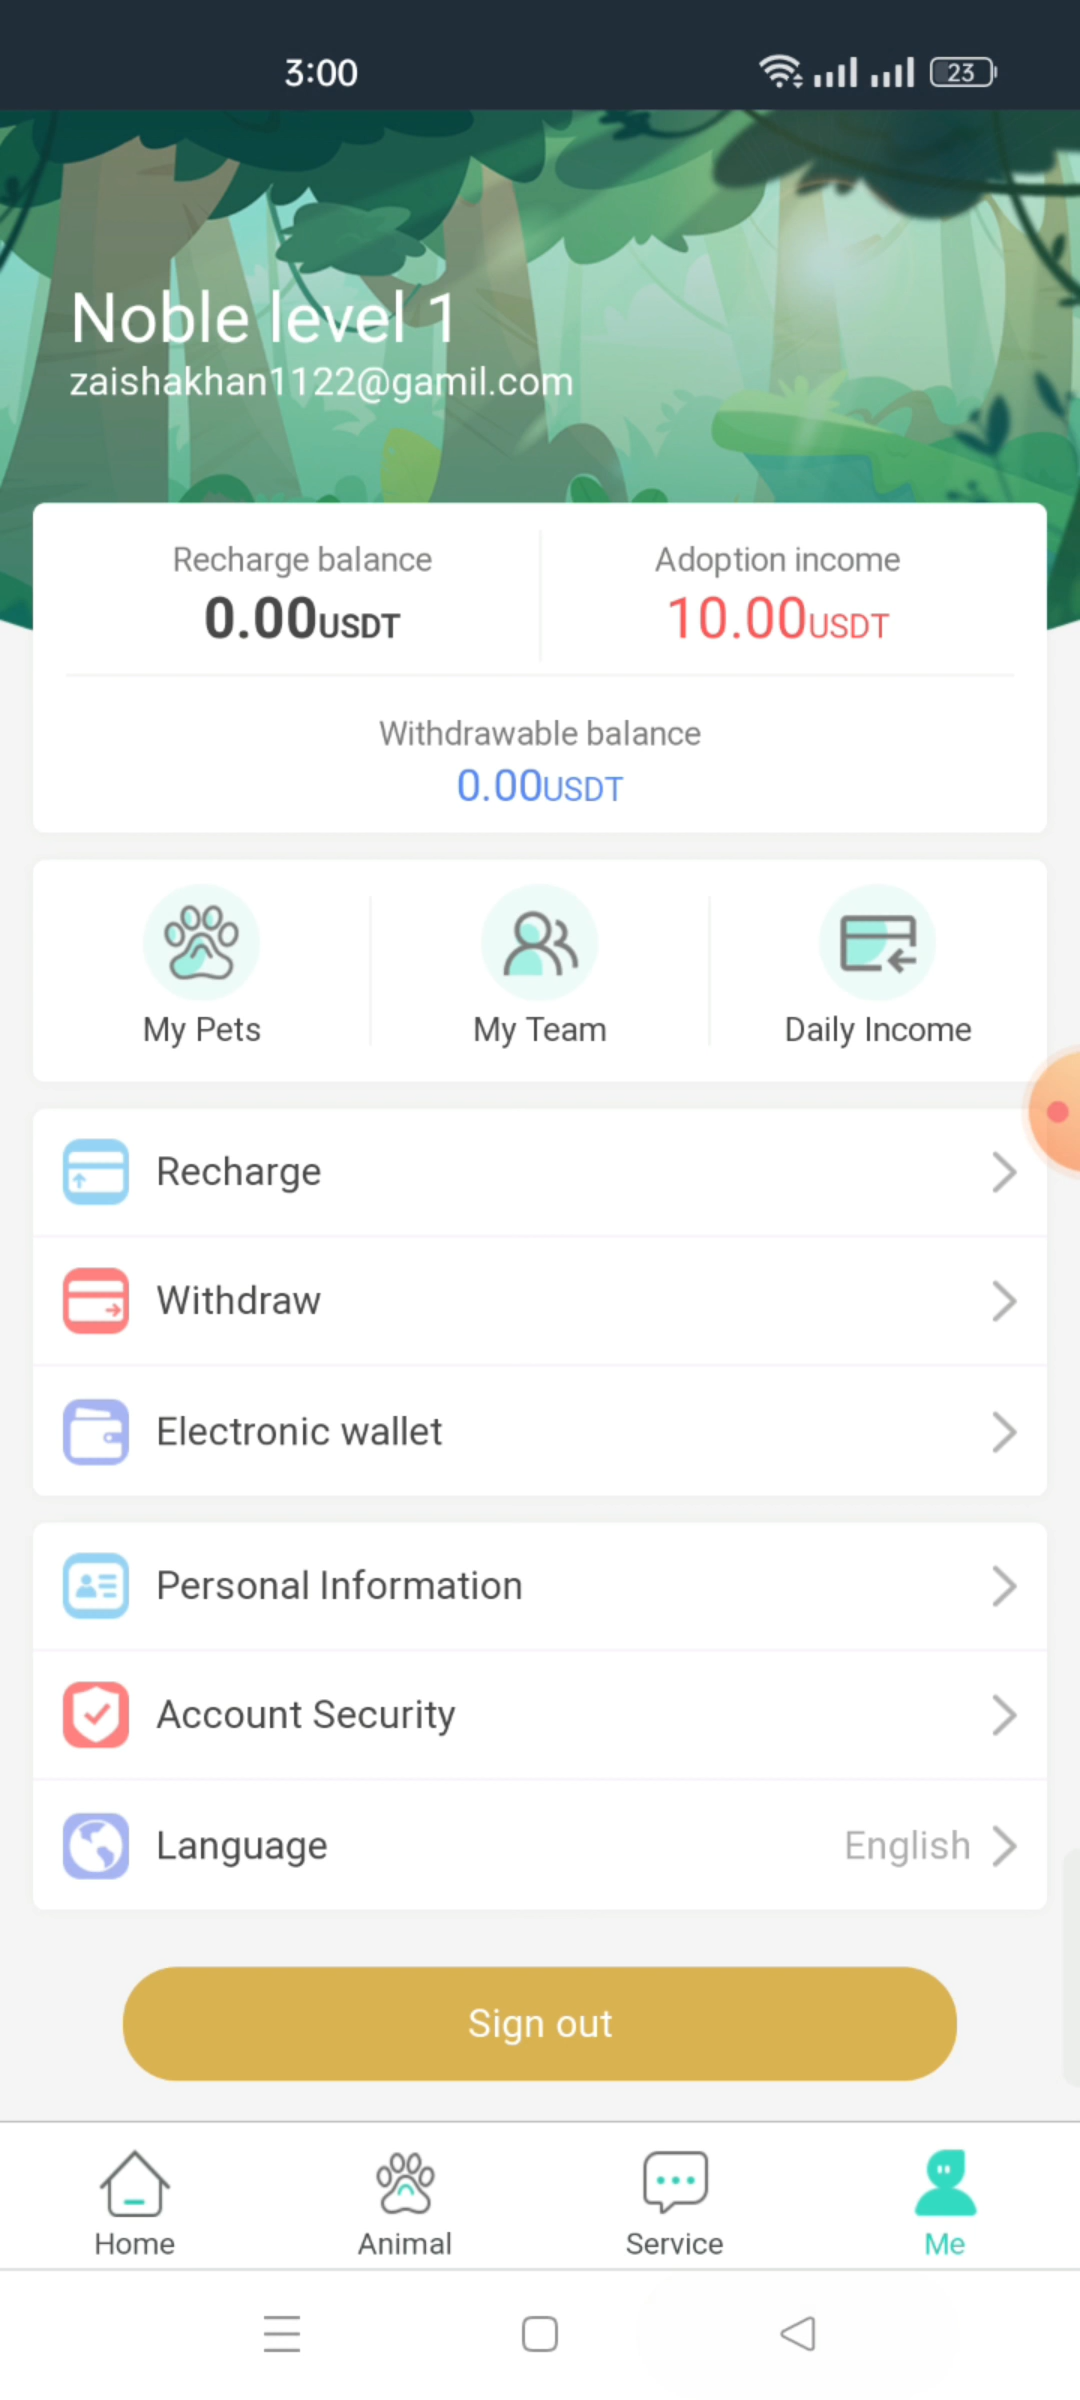 3:00
23
Noble level 1
zaishakhan1122@gamil.com
Recharge balance
0.00USDT
Adoption income
10.00USDT
Withdrawable balance
0.00USDT
My Pets
My Team
Daily Income
Recharge
Withdraw
Electronic wallet
Personal Information
Account Security
Language
English
Sign out
Home
Animal
Service
Me